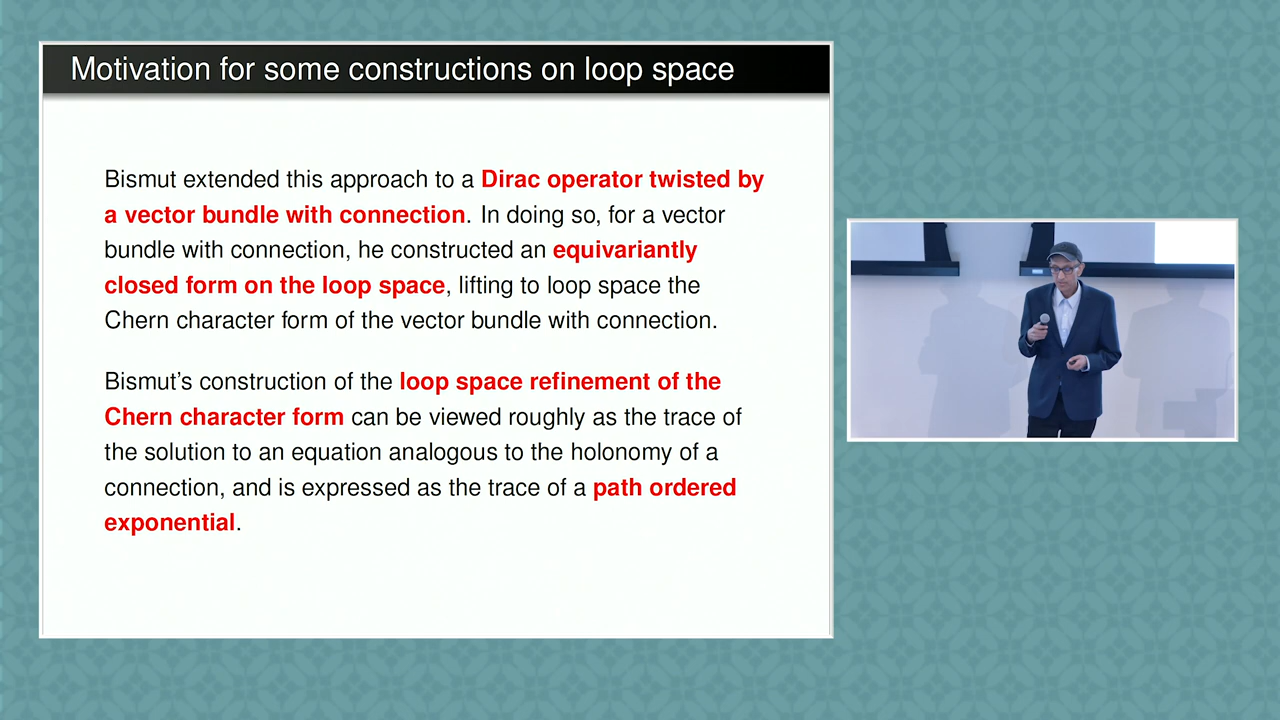 Motivation for some constructions on loop space
Bismut extended this approach to a Dirac operator twisted by
a vector bundle with connection. In doing so, for a vector
bundle with connection, he constructed an equivariantly
closed form on the loop space, lifting to loop space the
Chern character form of the vector bundle with connection.
Bismut's construction of the loop space refinement of the
Chern character form can be viewed roughly as the trace of
the solution to an equation analogous to the holonomy of a
connection, and is expressed as the trace of a path ordered
exponential.